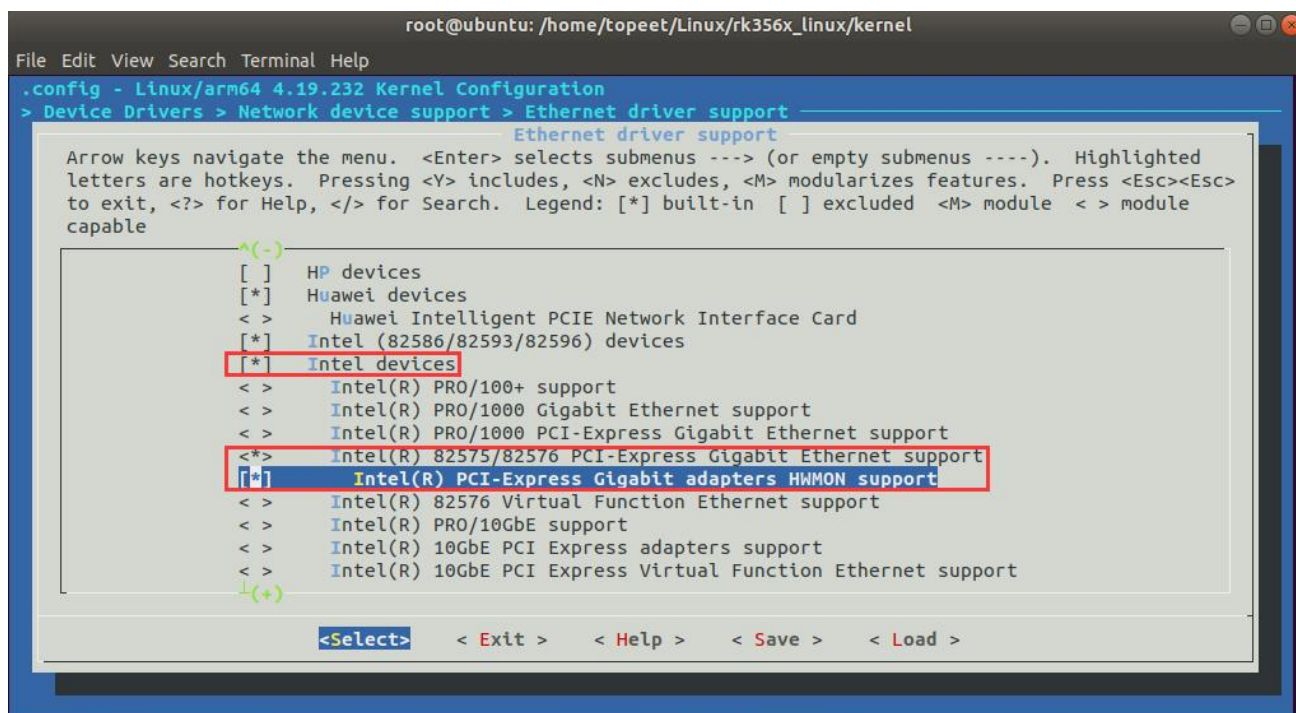 root@ubuntu: /home/topeet/Linux/rk356x_linux/kernel
File Edit View Search Terminal Help
.config - Linux/arm64 4.19.232 Kernel Configuration
> Device Drivers > Network device support > Ethernet driver support
Ethernet driver support
Arrow keys navigate the menu.  <Enter> selects submenus ---> (or empty submenus ----).  Highlighted
letters are hotkeys.  Pressing <Y> includes, <N> excludes, <M> modularizes features.  Press <Esc><Esc>
to exit, <?> for Help, </> for Search.  Legend: [*] built-in  [ ] excluded  <M> module  < > module
capable
^(-)
[ ]   HP devices
[*]   Huawei devices
< >     Huawei Intelligent PCIE Network Interface Card
[*]   Intel (82586/82593/82596) devices
[*]   Intel devices
< >     Intel(R) PRO/100+ support
< >     Intel(R) PRO/1000 Gigabit Ethernet support
< >     Intel(R) PRO/1000 PCI-Express Gigabit Ethernet support
<*>     Intel(R) 82575/82576 PCI-Express Gigabit Ethernet support
[*]       Intel(R) PCI-Express Gigabit adapters HWMON support
< >     Intel(R) 82576 Virtual Function Ethernet support
< >     Intel(R) PRO/10GbE support
< >     Intel(R) 10GbE PCI Express adapters support
< >     Intel(R) 10GbE PCI Express Virtual Function Ethernet support
┴(+)
<Select>    < Exit >    < Help >    < Save >    < Load >